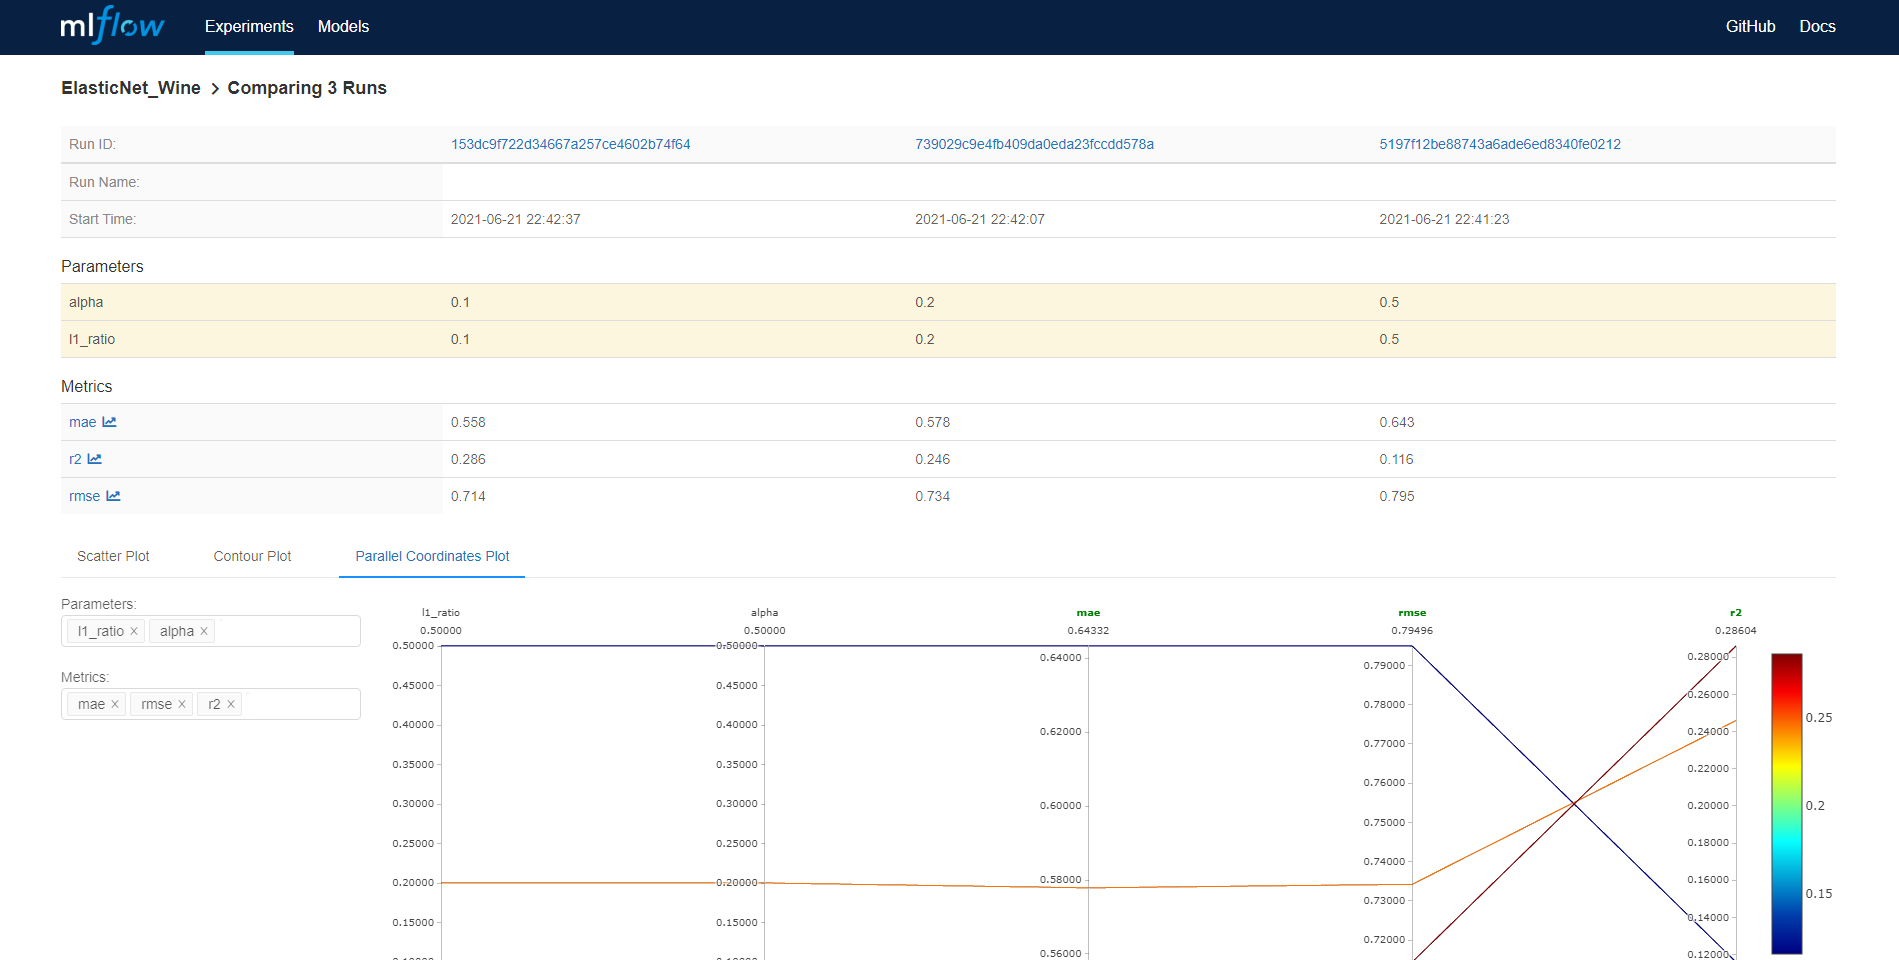 mlflow Experiments Models GitHub Docs
ElasticNet_Wine > Comparing 3 Runs
Run ID: 153dc9f722d34667a257ce4602b74f64 739029c9e4fb409da0eda23fccdd578a 5197f12be88743a6ade6ed8340fe0212
Run Name:
Start Time: 2021-06-21 22:42:37 2021-06-21 22:42:07 2021-06-21 22:41:23
Parameters
alpha 0.1 0.2 0.5
l1_ratio 0.1 0.2 0.5
Metrics
mae 0.558 0.578 0.643
r2 0.286 0.246 0.116
rmse 0.714 0.734 0.795
Scatter Plot Contour Plot Parallel Coordinates Plot
Parameters:
l1_ratio × alpha ×
Metrics:
mae × rmse × r2 ×
l1_ratio alpha mae rmse r2
0.50000 0.50000 0.64332 0.79496 0.28604
0.50000
0.45000
0.40000
0.35000
0.30000
0.25000
0.20000
0.15000
0.50000
0.45000
0.40000
0.35000
0.30000
0.25000
0.20000
0.15000
0.64000
0.62000
0.60000
0.58000
0.56000
0.79000
0.78000
0.77000
0.76000
0.75000
0.74000
0.73000
0.72000
0.28000
0.26000
0.24000
0.22000
0.20000
0.18000
0.16000
0.14000
0.12000
0.25
0.2
0.15